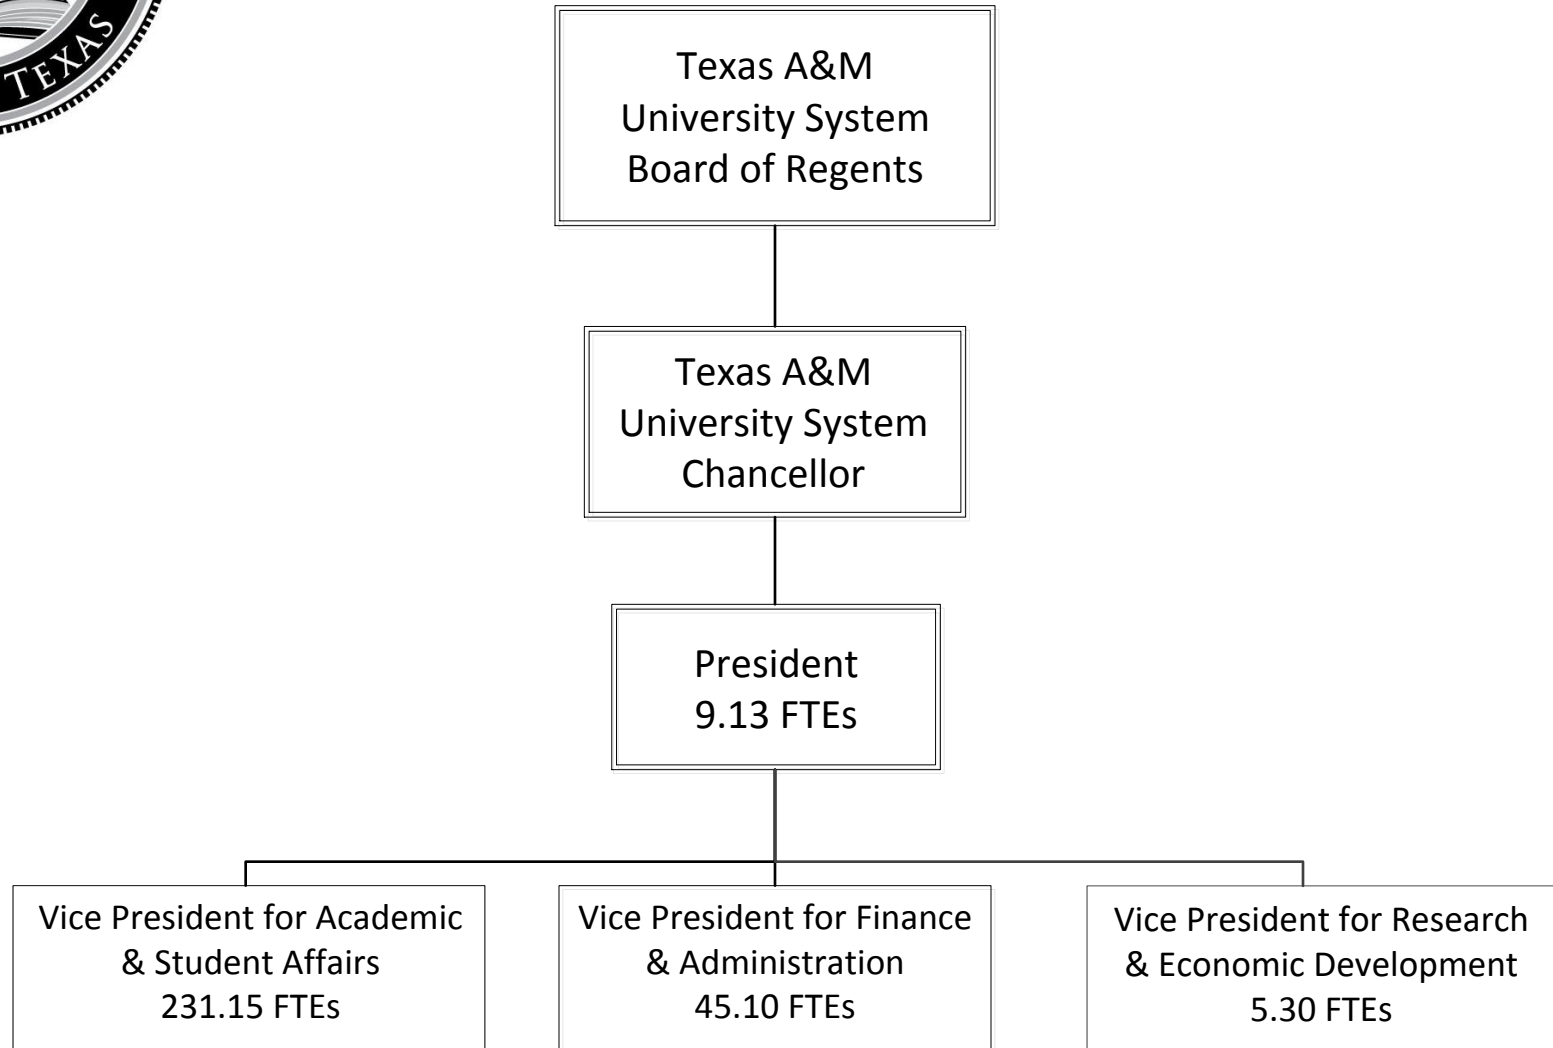 TEXAS
Texas A&M
University System
Board of Regents
Texas A&M
University System
Chancellor
President
9.13 FTEs
Vice President for Academic
& Student Affairs
231.15 FTEs
Vice President for Finance
& Administration
45.10 FTEs
Vice President for Research
& Economic Development
5.30 FTEs